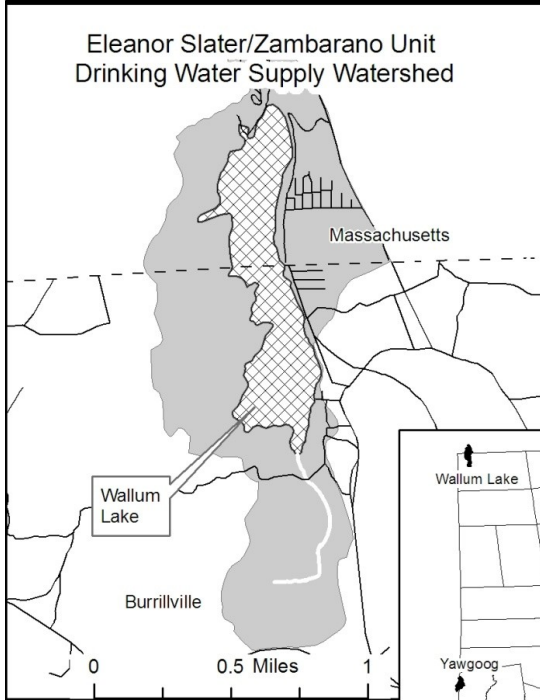 Eleanor Slater/Zambarano Unit
Drinking Water Supply Watershed
Massachusetts
Wallum
Lake
Wallum Lake
Burrillville
Yawgoog
0 0.5 Miles 1